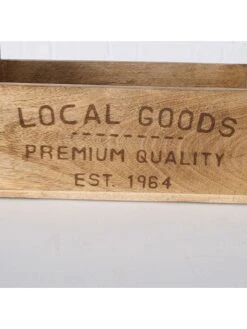 LOCAL GOODS
PREMIUM QUALITY
EST. 1964